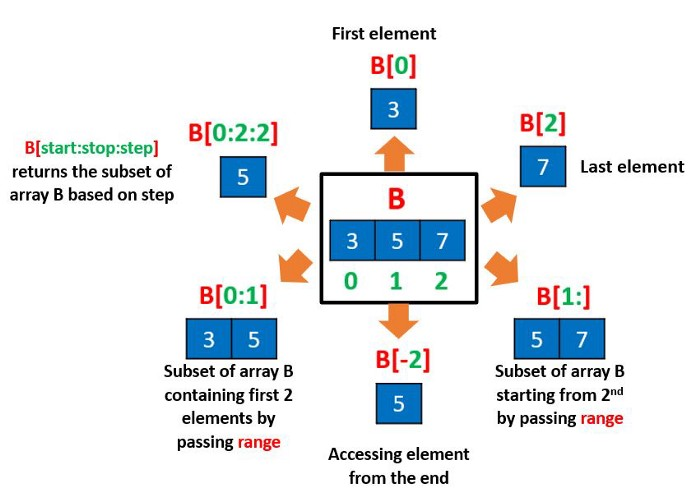 First element
B[0]
3
B[0:2:2]
5
B[start:stop:step]
returns the subset of
array B based on step
B[2]
7
Last element
B
3 5 7
0 1 2
B[0:1]
3 5
Subset of array B
containing first 2
elements by
passing range
B[-2]
5
Accessing element
from the end
B[1:]
5 7
Subset of array B
starting from 2nd
by passing range